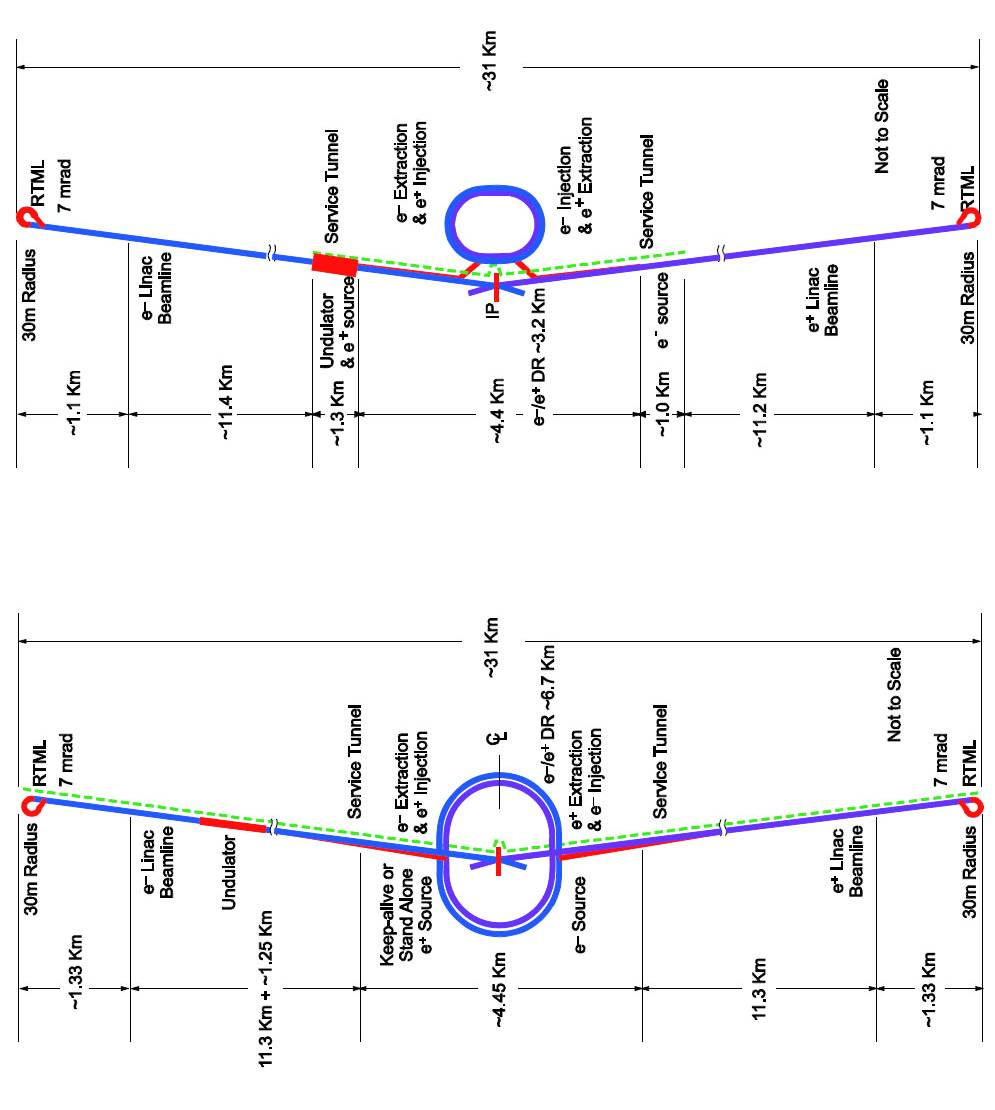 ~31 Km
RTML
7 mrad
30m Radius
e– Linac
Beamline
Service Tunnel
Undulator
& e+ source
e– Extraction
& e+ Injection
IP
e– Injection
& e+ Extraction
e–/e+ DR ~3.2 Km
Service Tunnel
e- source
e+ Linac
Beamline
Not to Scale
7 mrad
RTML
30m Radius
~1.1 Km
~11.4 Km
~1.3 Km
~4.4 Km
~1.0 Km
~11.2 Km
~1.1 Km
~31 Km
RTML
7 mrad
30m Radius
e– Linac
Beamline
Undulator
Service Tunnel
Keep-alive or
Stand Alone
e+ Source
e– Extraction
& e+ Injection
℄
e–/e+ DR ~6.7 Km
e+ Extraction
& e– Injection
e– Source
Service Tunnel
e+ Linac
Beamline
Not to Scale
7 mrad
RTML
30m Radius
~1.33 Km
11.3 Km + ~1.25 Km
~4.45 Km
11.3 Km
~1.33 Km